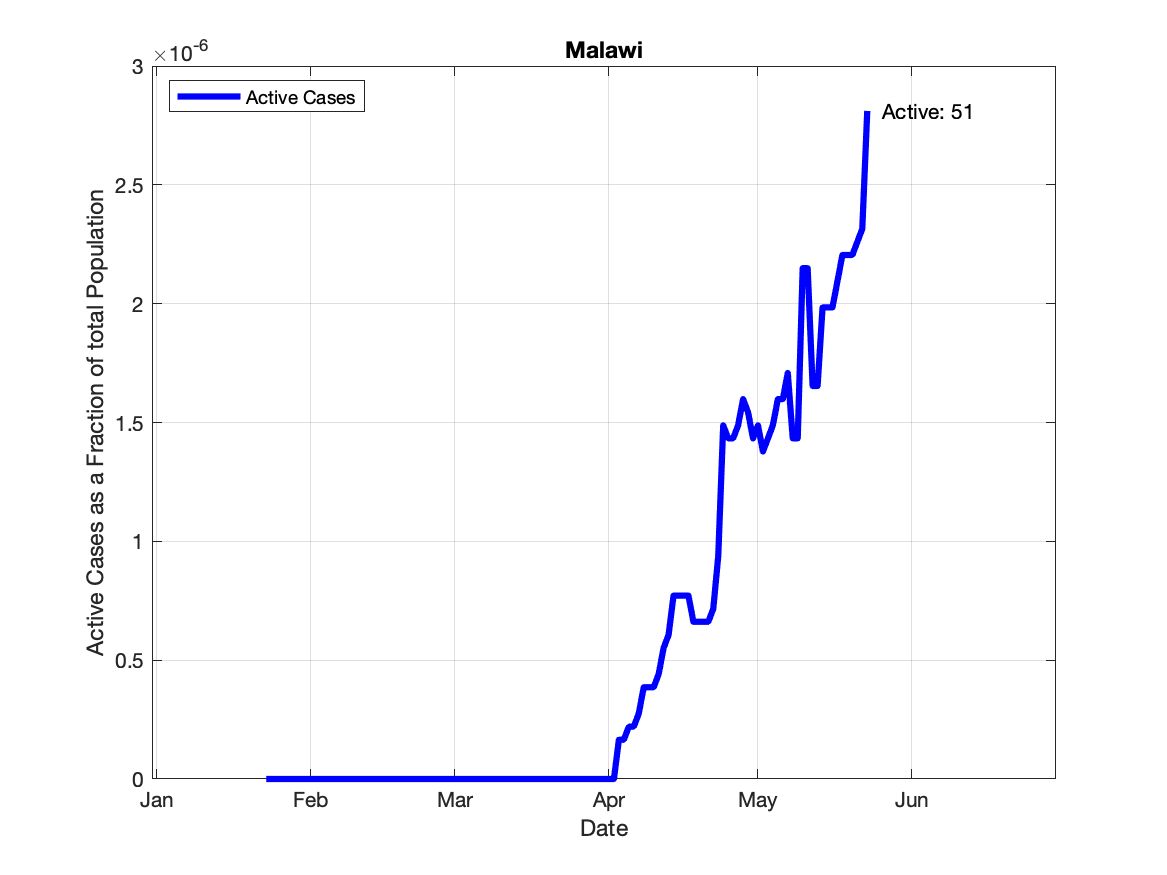 Malawi
×10-6
3
2.5
2
1.5
1
0.5
0
Active Cases as a Fraction of total Population
Active Cases
Active: 51
Jan Feb Mar Apr May Jun
Date